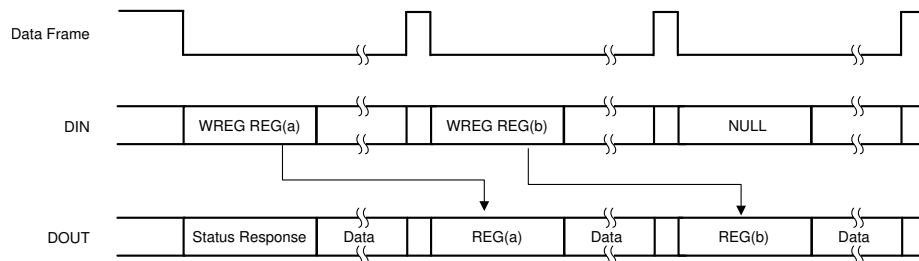 Data Frame
DIN
WREG REG(a)
WREG REG(b)
NULL
DOUT
Status Response
Data
REG(a)
Data
REG(b)
Data